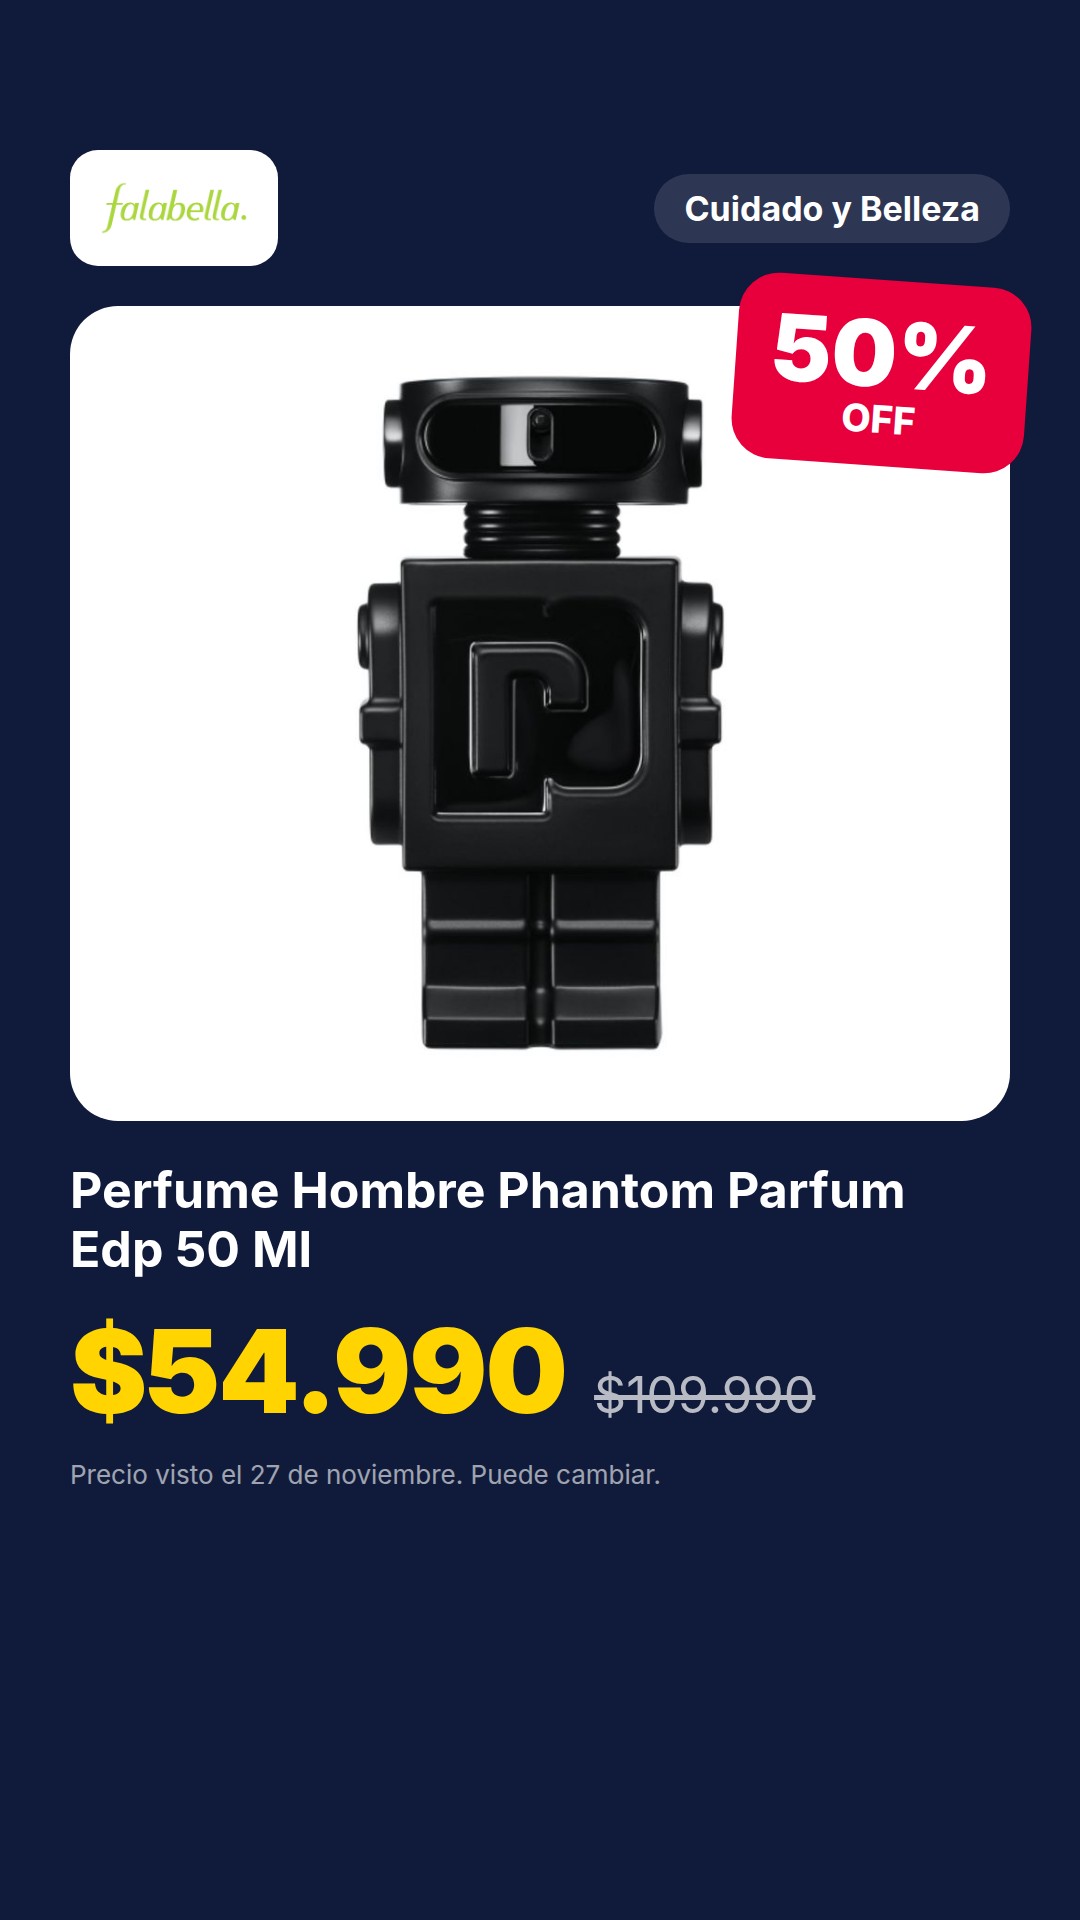 falabella.
Cuidado y Belleza
50%
OFF
Perfume Hombre Phantom Parfum
Edp 50 Ml
$54.990 $109.990
Precio visto el 27 de noviembre. Puede cambiar.